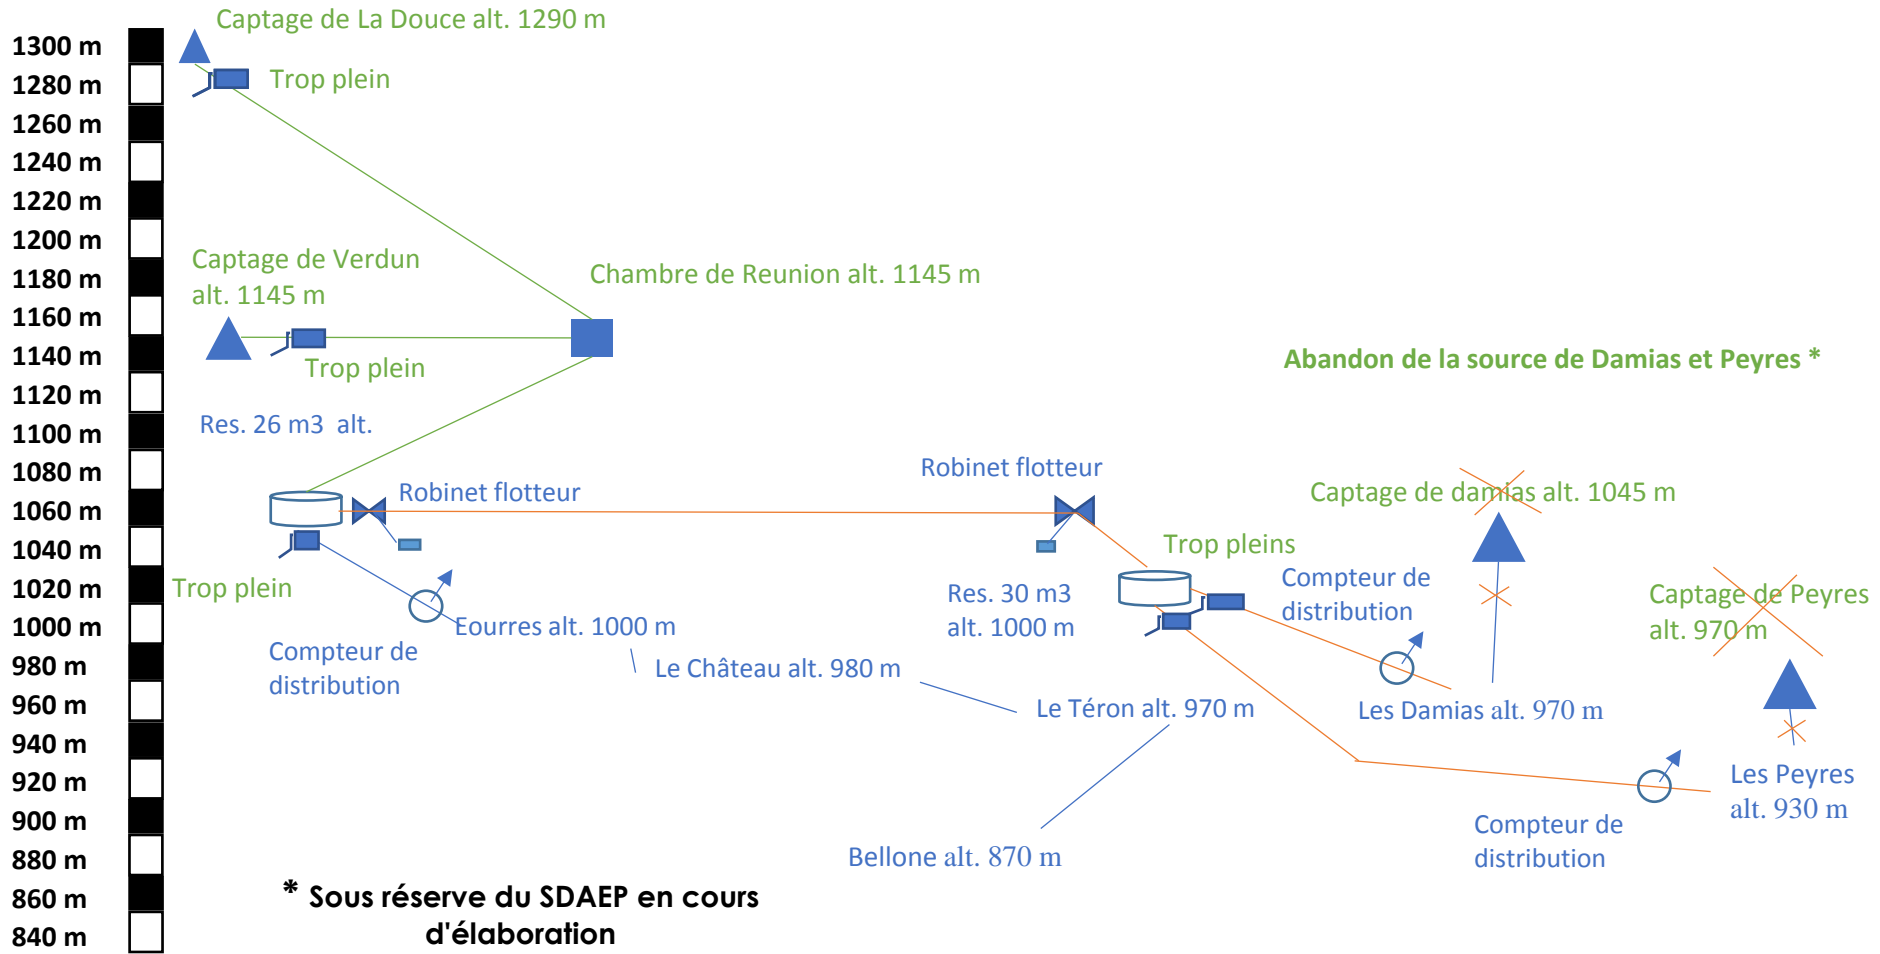 Captage de La Douce alt. 1290 m
1300 m
1280 m
Trop plein
1260 m
1240 m
1220 m
1200 m
Captage de Verdun
alt. 1145 m
Chambre de Reunion alt. 1145 m
1180 m
1160 m
1140 m
Trop plein
Abandon de la source de Damias et Peyres *
1120 m
1100 m
Res. 26 m3 alt.
1080 m
Robinet flotteur
Robinet flotteur
Captage de damias alt. 1045 m
1060 m
1040 m
Trop pleins
1020 m
Trop plein
Res. 30 m3
alt. 1000 m
Compteur de
distribution
Captage de Peyres
alt. 970 m
1000 m
Eourres alt. 1000 m
Compteur de
distribution
980 m
Le Château alt. 980 m
960 m
Le Téron alt. 970 m
Les Damias alt. 970 m
940 m
920 m
Les Peyres
alt. 930 m
900 m
Compteur de
distribution
880 m
Bellone alt. 870 m
860 m
* Sous réserve du SDAEP en cours
d'élaboration
840 m